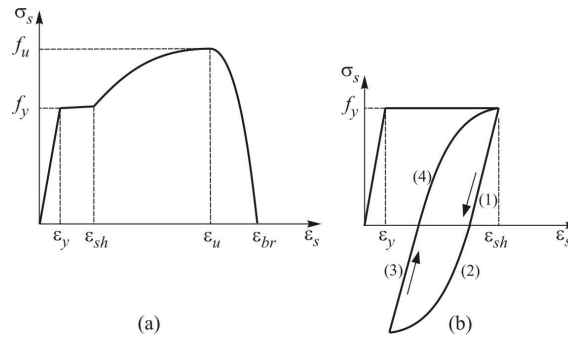 σs
fu
fy
εy εsh εu εbr εs
(a)
σs
fy
(4)
(1)
εy εsh εs
(3) (2)
(b)